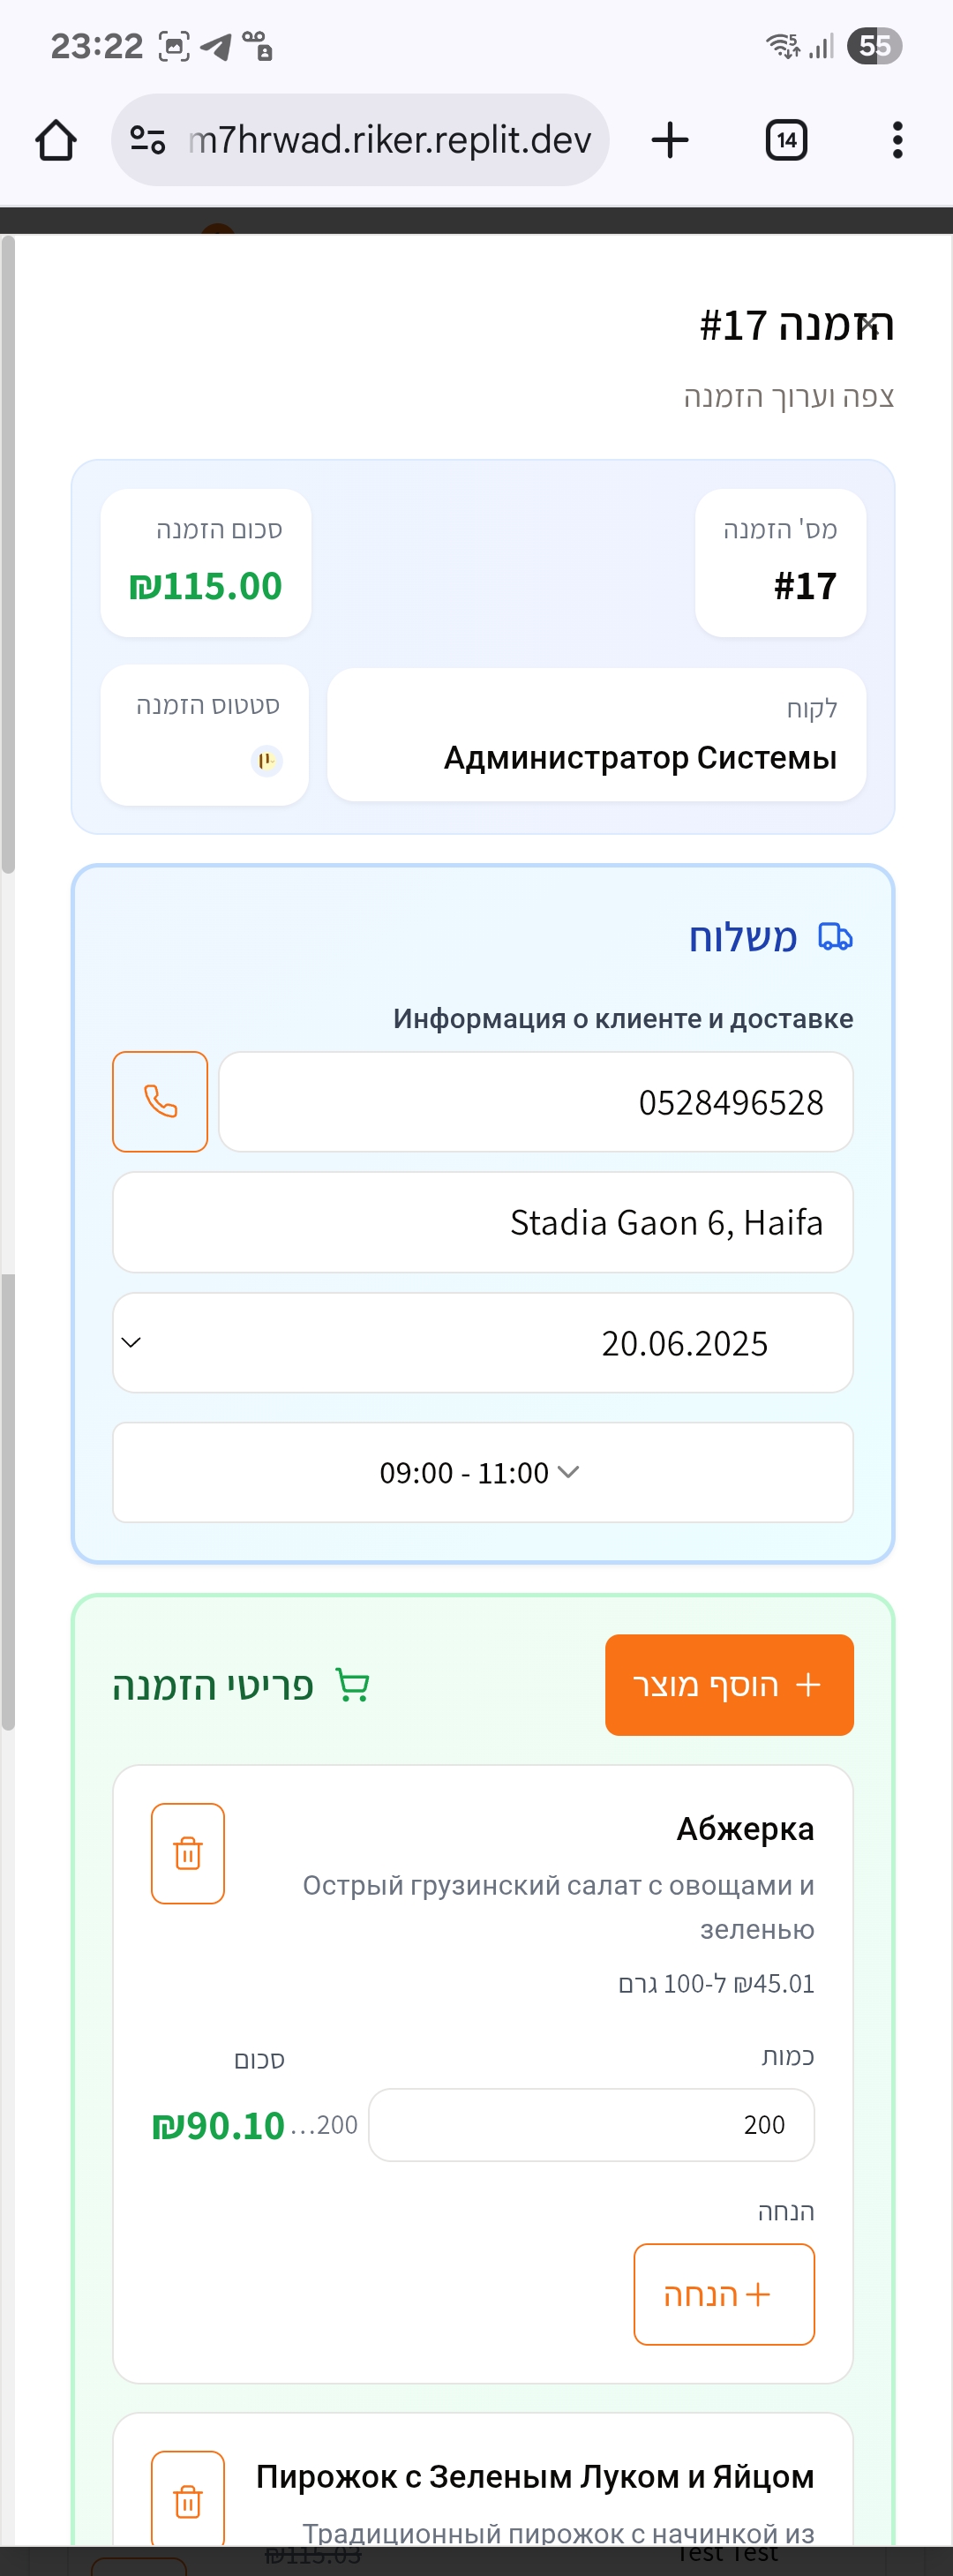 23:22
55
m7hrwad.riker.replit.dev
14
הזמנה #17
צפה וערוך הזמנה
מס' הזמנה
#17
סכום הזמנה
₪115.00
לקוח
Администратор Системы
סטטוס הזמנה
משלוח
Информация о клиенте и доставке
0528496528
Stadia Gaon 6, Haifa
20.06.2025
09:00 - 11:00
הוסף מוצר
פריטי הזמנה
Абжерка
Острый грузинский салат с овощами и
зеленью
₪45.01 ל-100 גרם
כמות
סכום
200
200...
₪90.10
הנחה
הנחה
Пирожок с Зеленым Луком и Яйцом
Традиционный пирожок с начинкой из
₪115.03
Test Test